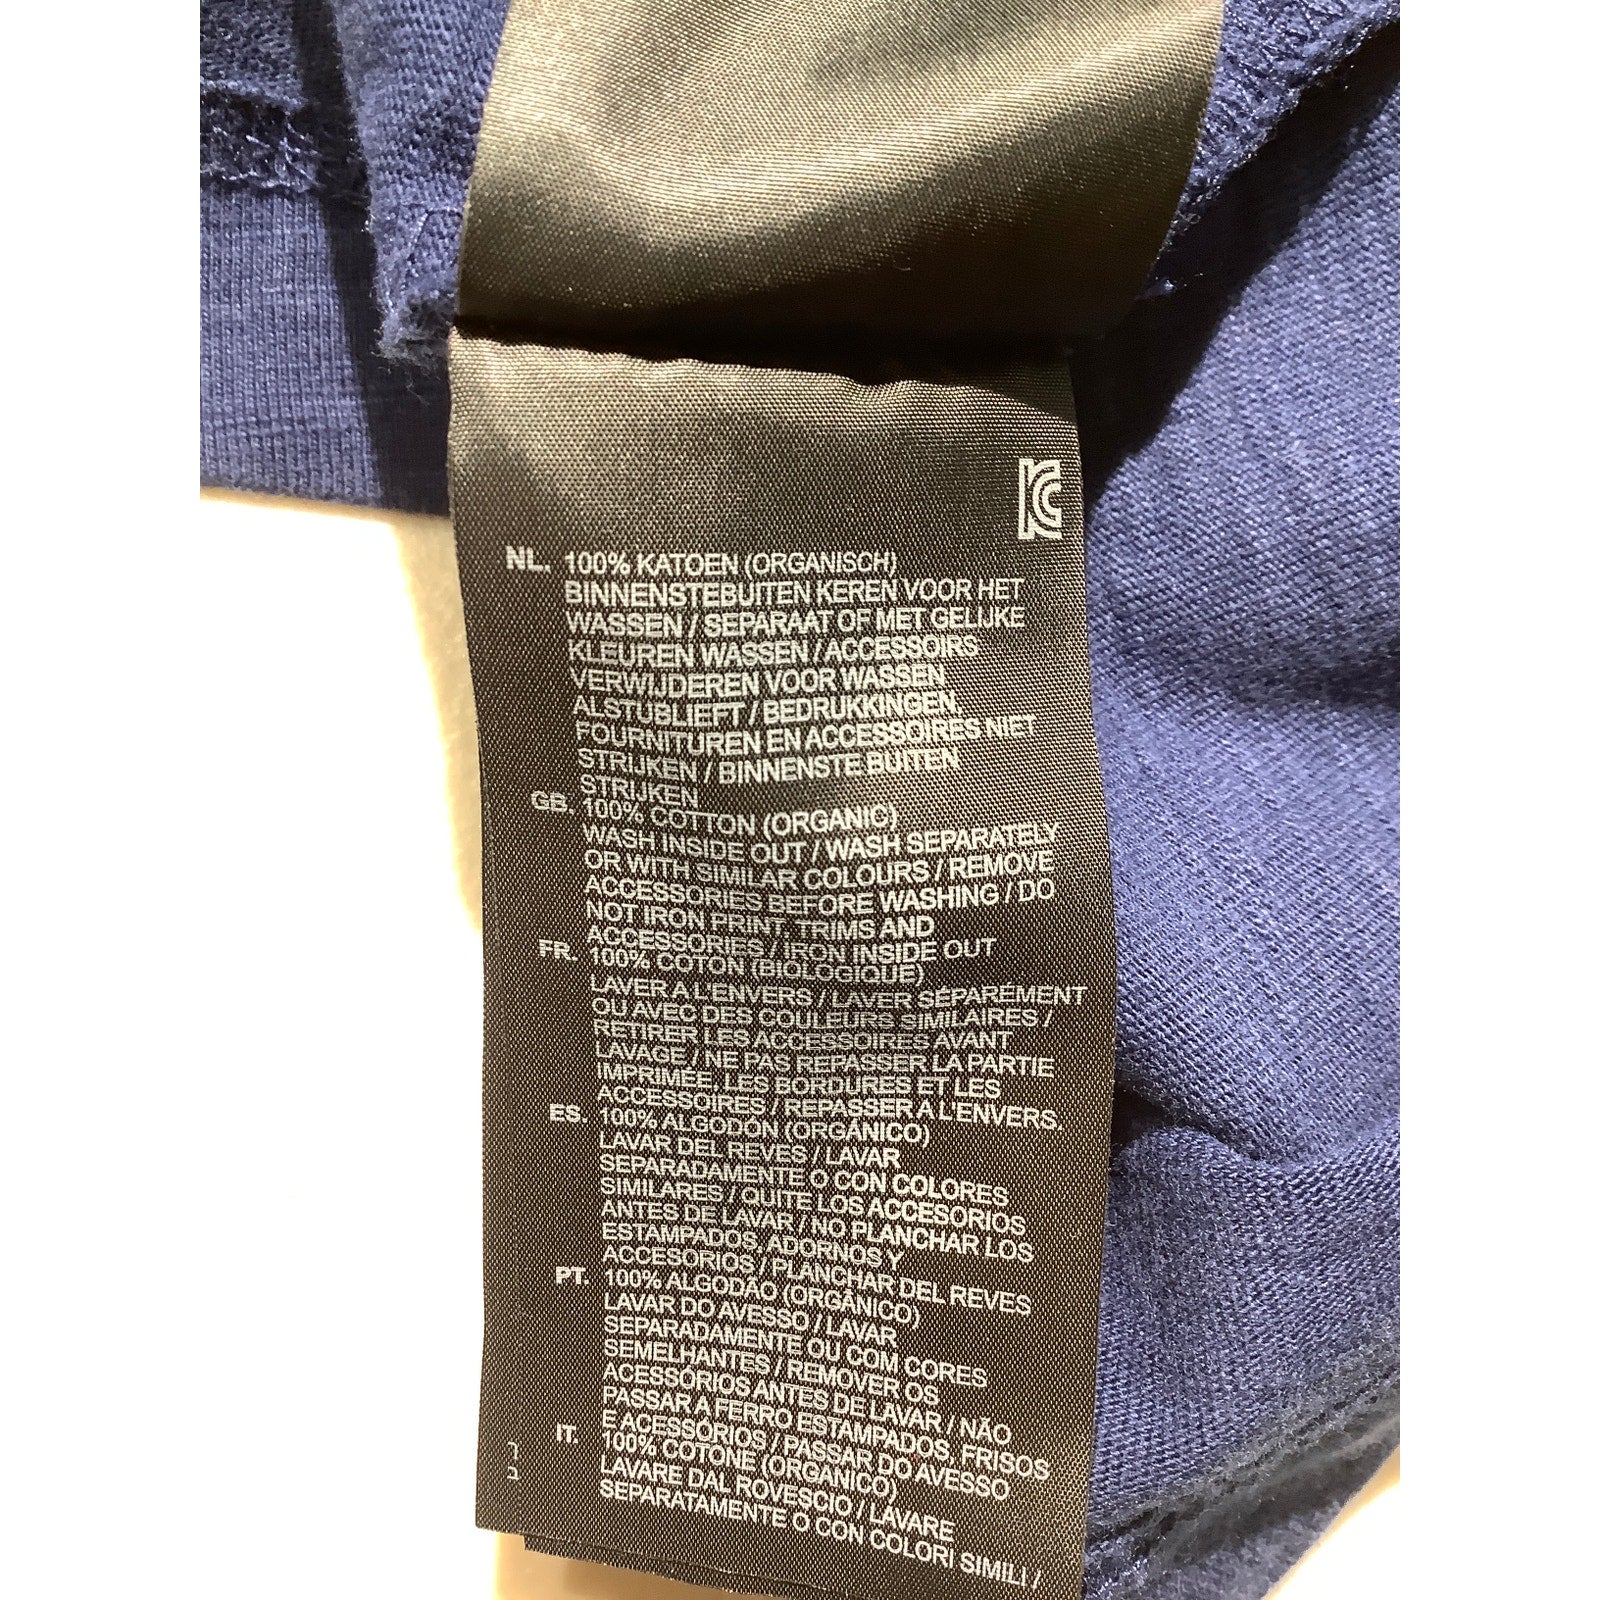 KC
NL. 100% KATOEN (ORGANISCH)
BINNENSTEBUITEN KEREN VOOR HET
WASSEN / SEPARAAT OF MET GELIJKE
KLEUREN WASSEN / ACCESSOIRS
VERWIJDEREN VOOR WASSEN
ALSTUBLIEFT / BEDRUKKINGEN
FOURNITUREN EN ACCESSOIRES NIET
STRIJKEN / BINNENSTE BUITEN
STRIJKEN
GB. 100% COTTON (ORGANIC)
WASH INSIDE OUT / WASH SEPARATELY
OR WITH SIMILAR COLOURS / REMOVE
ACCESSORIES BEFORE WASHING / DO
NOT IRON PRINT, TRIMS AND
ACCESSORIES / IRON INSIDE OUT
FR. 100% COTON (BIOLOGIQUE)
LAVER A L'ENVERS / LAVER SÉPAREMENT
OU AVEC DES COULEURS SIMILAIRES /
RETIRER LES ACCESSOIRES AVANT
LAVAGE / NE PAS REPASSER LA PARTIE
IMPRIMÉE, LES BORDURES ET LES
ACCESSOIRES / REPASSER A L'ENVERS.
ES. 100% ALGODÓN (ORGÁNICO)
LAVAR DEL REVES / LAVAR
SEPARADAMENTE O CON COLORES
SIMILARES / QUITE LOS ACCESORIOS
ANTES DE LAVAR / NO PLANCHAR LOS
ESTAMPADOS, ADORNOS Y
ACCESORIOS / PLANCHAR DEL REVES
PT. 100% ALGODÃO (ORGÂNICO)
LAVAR DO AVESSO / LAVAR
SEPARADAMENTE OU COM CORES
SEMELHANTES / REMOVER OS
ACESSÓRIOS ANTES DE LAVAR / NÃO
PASSAR A FERRO ESTAMPADOS, FRISOS
E ACESSÓRIOS / PASSAR DO AVESSO
IT. 100% COTONE (ORGANICO)
LAVARE DAL ROVESCIO / LAVARE
SEPARATAMENTE O CON COLORI SIMILI /